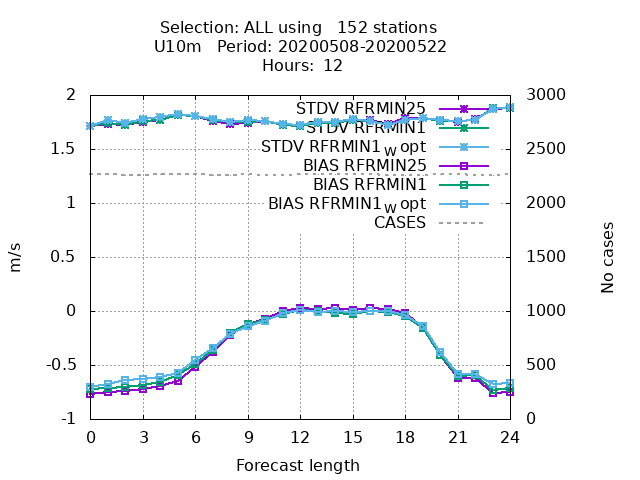 Selection: ALL using   152 stations
U10m   Period: 20200508-20200522
Hours: 12
2
1.5
1
0.5
0
-0.5
-1
m/s
3000
2500
2000
1500
1000
500
0
No cases
STDV RFRMIN25
STDV RFRMIN1
STDV RFRMIN1_W opt
BIAS RFRMIN25
BIAS RFRMIN1
BIAS RFRMIN1_W opt
CASES
0 3 6 9 12 15 18 21 24
Forecast length